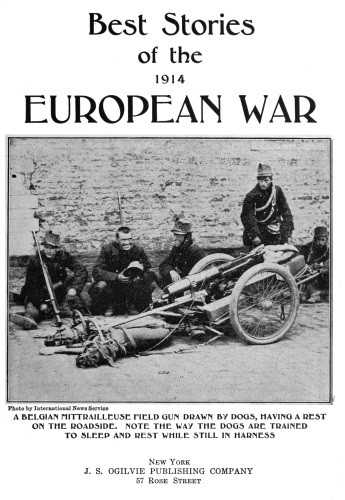 Best Stories
of the
1914
EUROPEAN WAR
Photo by International News Service
A BELGIAN MITTRAILLEUSE FIELD GUN DRAWN BY DOGS, HAVING A REST
ON THE ROADSIDE. NOTE THE WAY THE DOGS ARE TRAINED
TO SLEEP AND REST WHILE STILL IN HARNESS
NEW YORK
J. S. OGILVIE PUBLISHING COMPANY
57 ROSE STREET